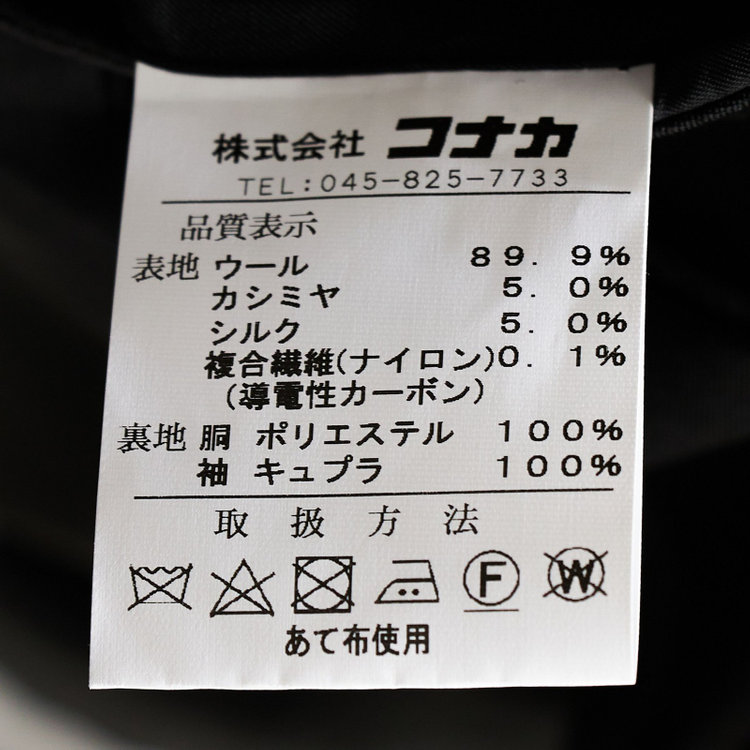 株式会社 コナカ
TEL:045-825-7733
品質表示
表地 ウール 89.9%
カシミヤ 5.0%
シルク 5.0%
複合繊維(ナイロン)0.1%
(導電性カーボン)
裏地 胴 ポリエステル 100%
袖 キュプラ 100%
取扱方法
F W
あて布使用